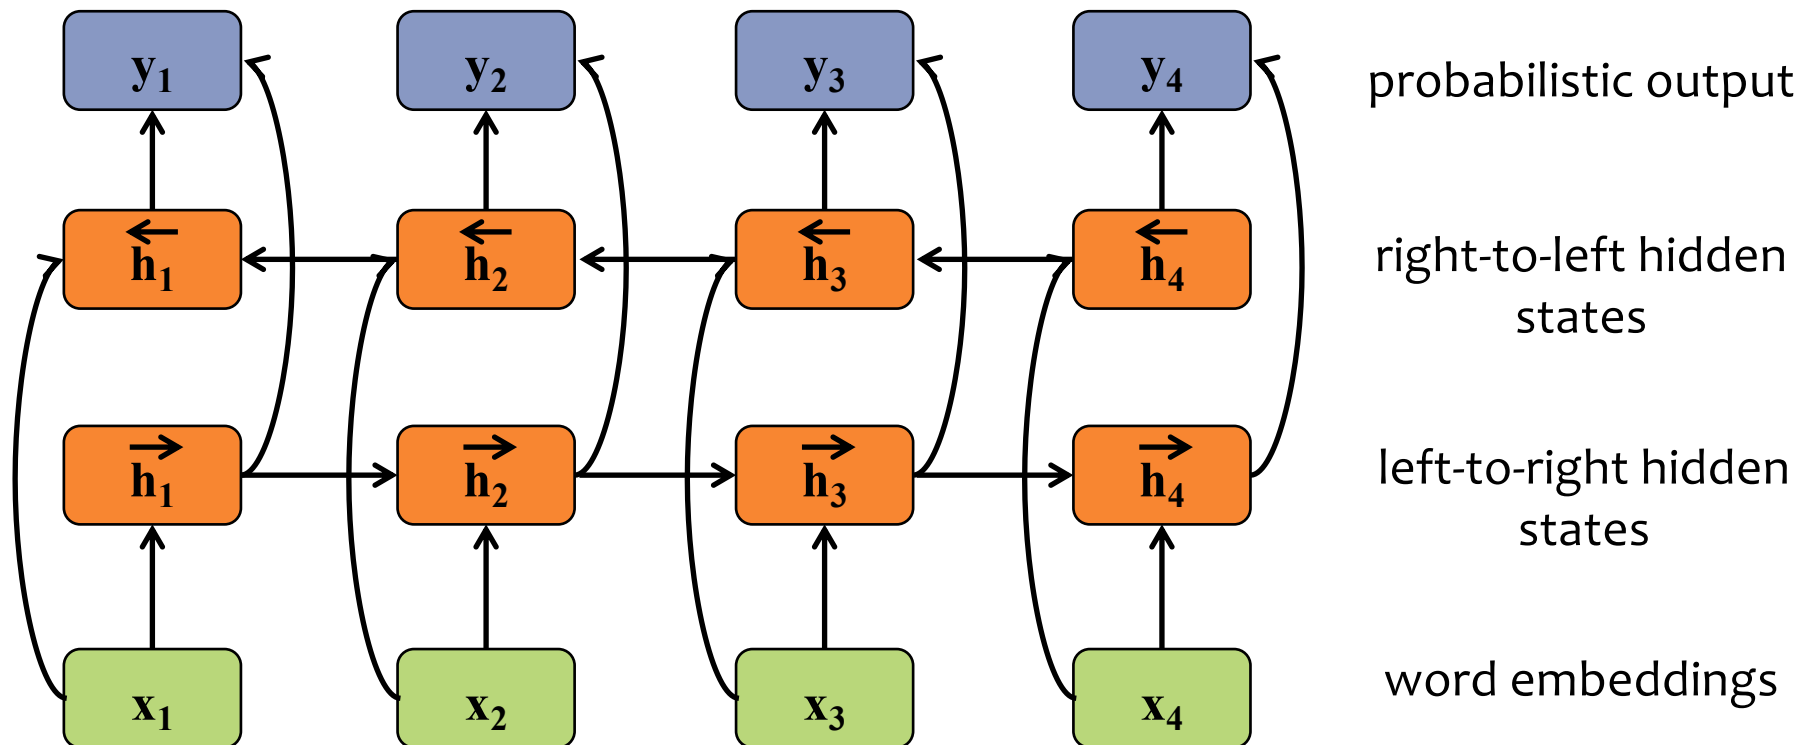 y₁ y₂ y₃ y₄ probabilistic output
←h₁ ←h₂ ←h₃ ←h₄ right-to-left hidden
states
→h₁ →h₂ →h₃ →h₄ left-to-right hidden
states
x₁ x₂ x₃ x₄ word embeddings